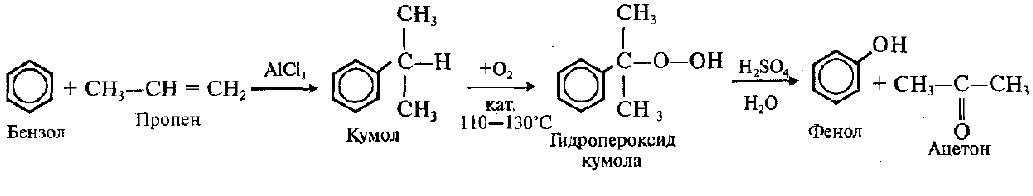 CH₃
CH₃
C—H
CH₃
C—O—OH
CH₃
OH
+ CH₃—CH = CH₂
AlCl₃
+O₂
кат.
110—130°C
H₂SO₄
H₂O
+ CH₃—C—CH₃
O
Бензол
Пропен
Кумол
Гидропероксид
кумола
Фенол
Ацетон